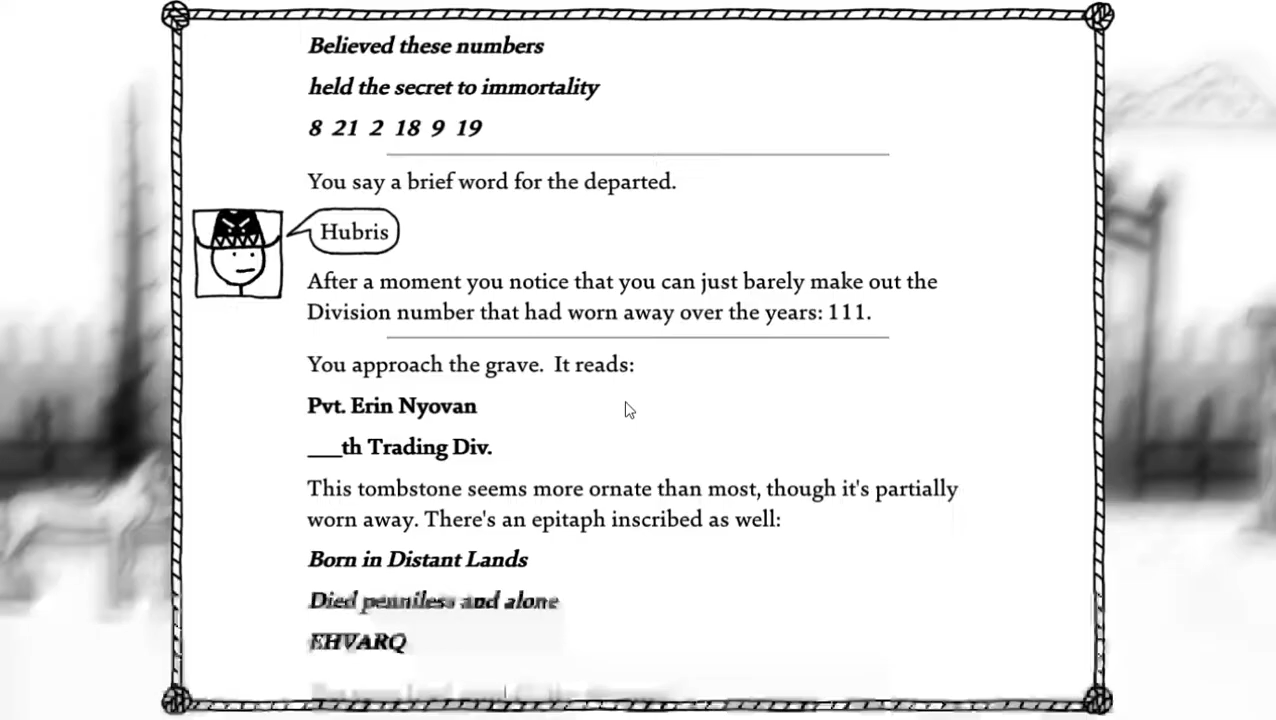 Believed these numbers
held the secret to immortality
8 21 2 18 9 19
You say a brief word for the departed.
Hubris
After a moment you notice that you can just barely make out the
Division number that had worn away over the years: 111.
You approach the grave. It reads:
Pvt. Erin Nyovan
___th Trading Div.
This tombstone seems more ornate than most, though it's partially
worn away. There's an epitaph inscribed as well:
Born in Distant Lands
Died penniless and alone
EHVARQ